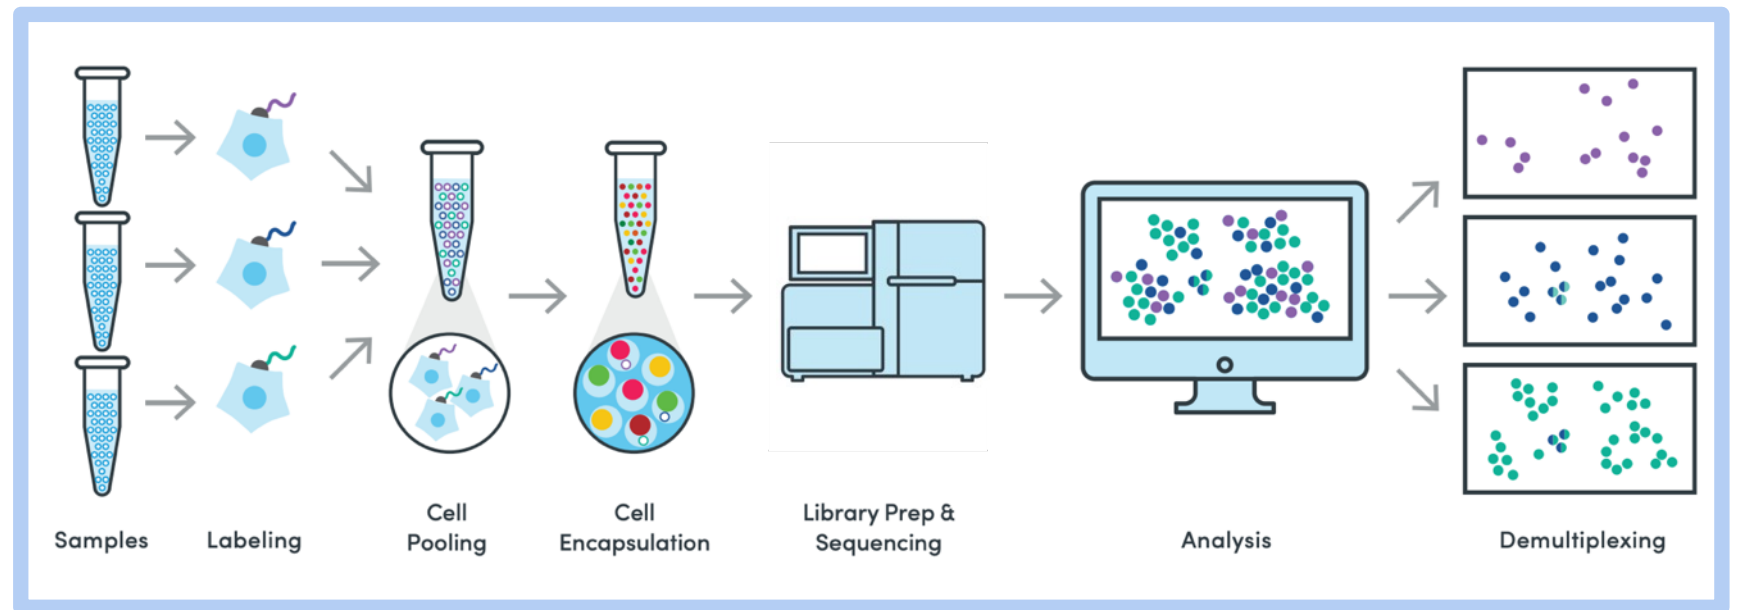 Samples
Labeling
Cell
Pooling
Cell
Encapsulation
Library Prep &
Sequencing
Analysis
Demultiplexing